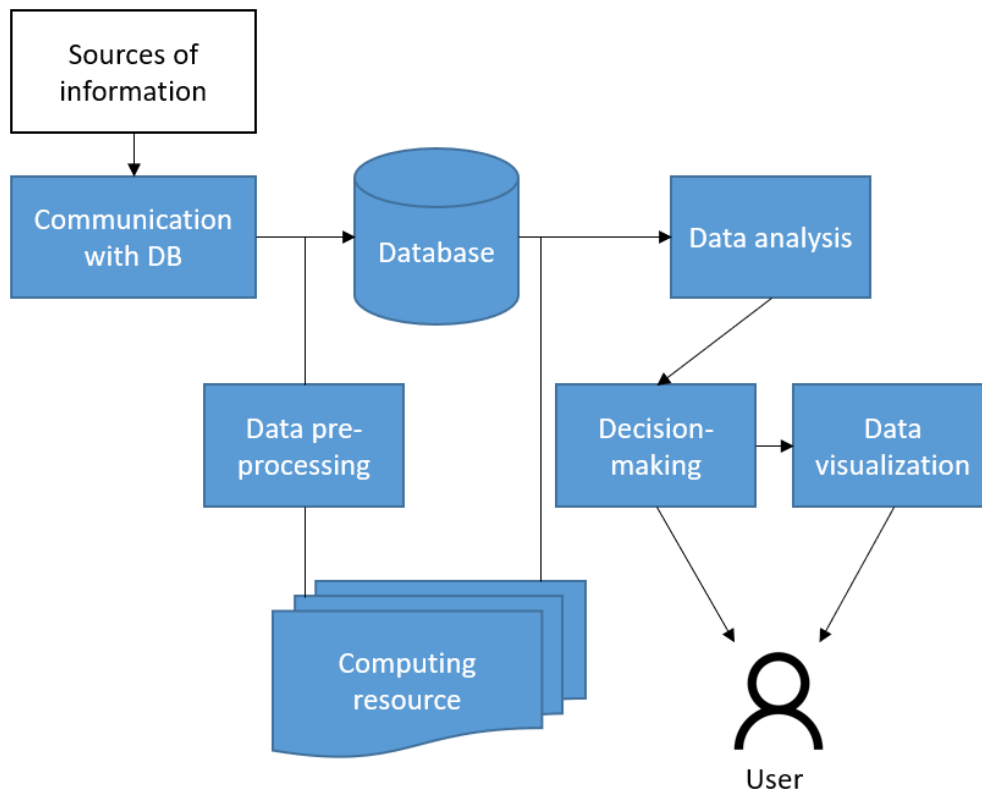 Sources of
information
Communication
with DB
Database
Data analysis
Data pre-
processing
Decision-
making
Data
visualization
Computing
resource
User